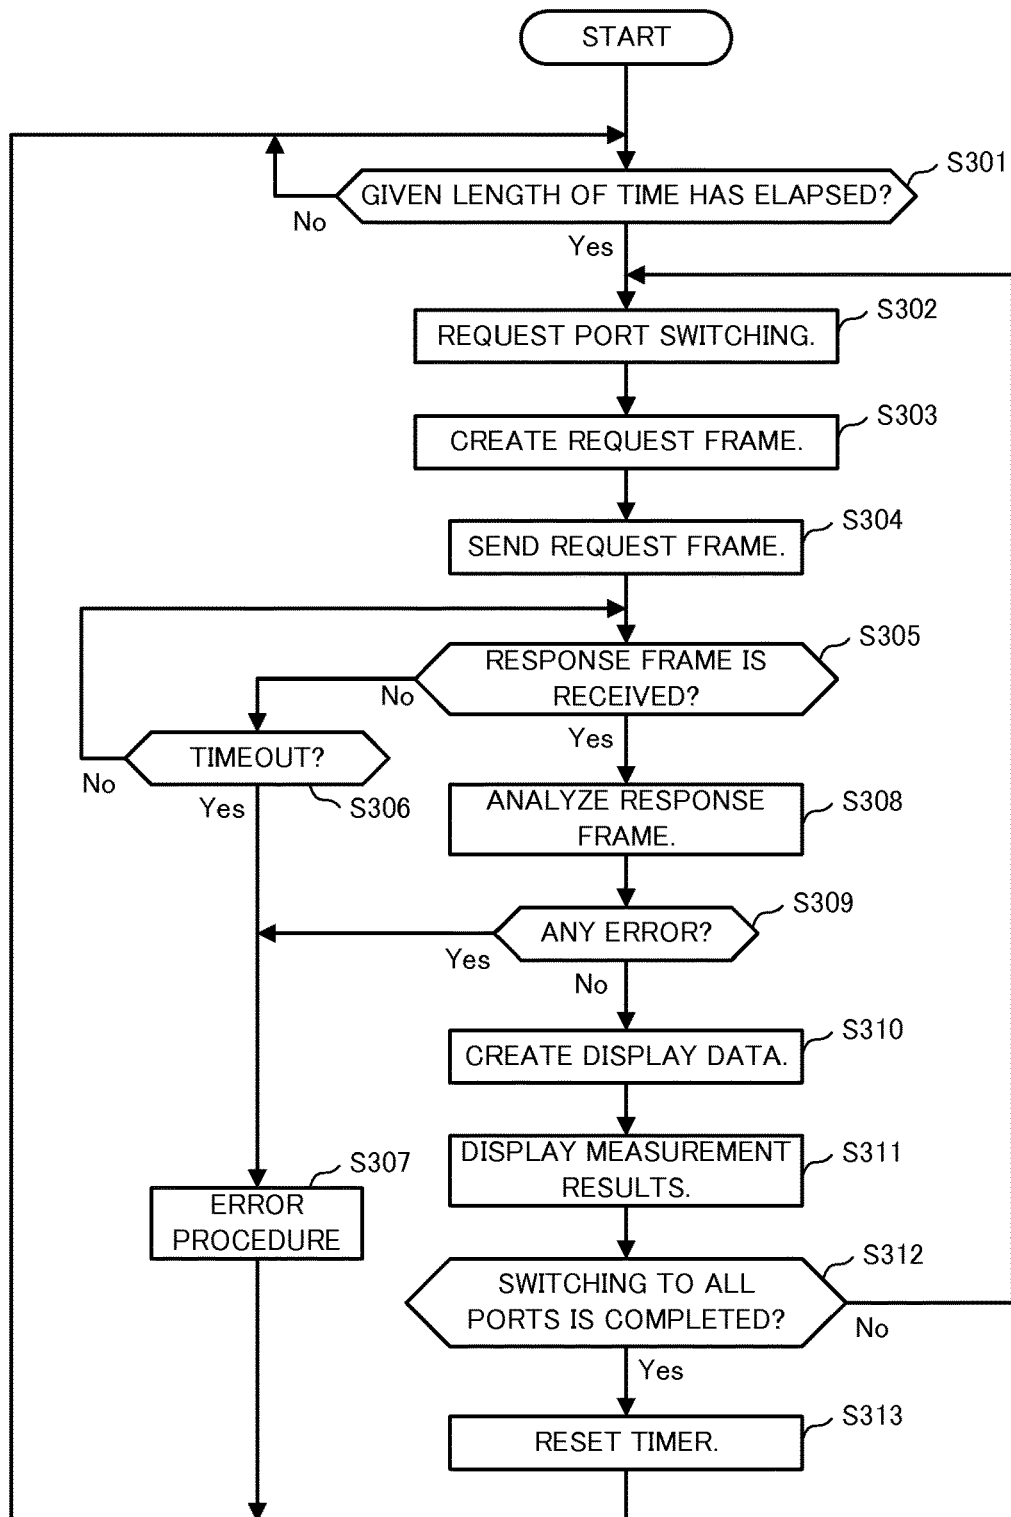 START
S301
GIVEN LENGTH OF TIME HAS ELAPSED?
No
Yes
S302
REQUEST PORT SWITCHING.
S303
CREATE REQUEST FRAME.
S304
SEND REQUEST FRAME.
S305
RESPONSE FRAME IS
RECEIVED?
No
Yes
TIMEOUT?
No
Yes
S306
S308
ANALYZE RESPONSE
FRAME.
S309
ANY ERROR?
Yes
No
S310
CREATE DISPLAY DATA.
S311
DISPLAY MEASUREMENT
RESULTS.
S307
ERROR
PROCEDURE
S312
SWITCHING TO ALL
PORTS IS COMPLETED?
No
Yes
S313
RESET TIMER.